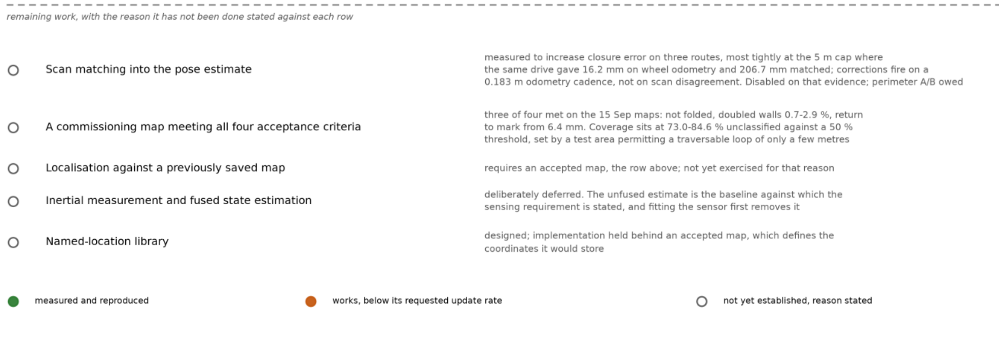 remaining work, with the reason it has not been done stated against each row
Scan matching into the pose estimate
measured to increase closure error on three routes, most tightly at the 5 m cap where
the same drive gave 16.2 mm on wheel odometry and 206.7 mm matched; corrections fire on a
0.183 m odometry cadence, not on scan disagreement. Disabled on that evidence; perimeter A/B owed
A commissioning map meeting all four acceptance criteria
three of four met on the 15 Sep maps: not folded, doubled walls 0.7-2.9 %, return
to mark from 6.4 mm. Coverage sits at 73.0-84.6 % unclassified against a 50 %
threshold, set by a test area permitting a traversable loop of only a few metres
Localisation against a previously saved map
requires an accepted map, the row above; not yet exercised for that reason
Inertial measurement and fused state estimation
deliberately deferred. The unfused estimate is the baseline against which the
sensing requirement is stated, and fitting the sensor first removes it
Named-location library
designed; implementation held behind an accepted map, which defines the
coordinates it would store
measured and reproduced
works, below its requested update rate
not yet established, reason stated